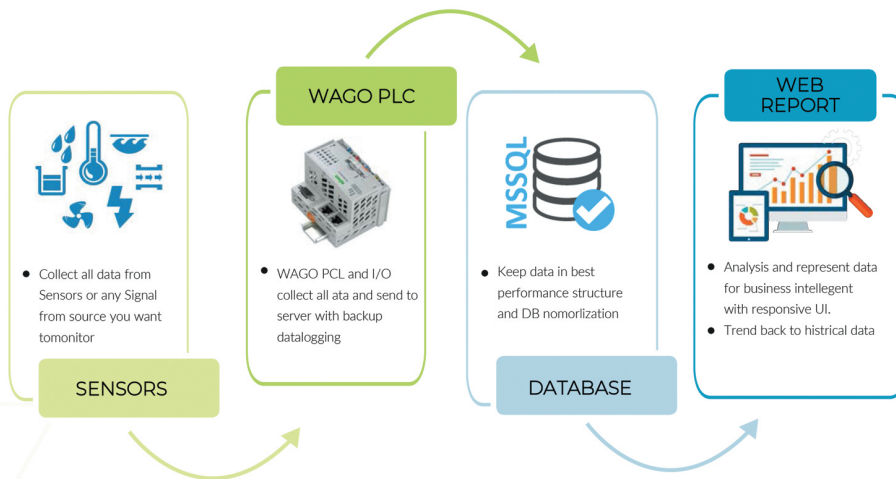 Collect all data from
Sensors or any Signal
from source you want
tomonitor
SENSORS
WAGO PLC
WAGO PCL and I/O
collect all ata and send to
server with backup
datalogging
MSSQL
Keep data in best
performance structure
and DB nomorlization
DATABASE
WEB
REPORT
Analysis and represent data
for business intellegent
with responsive UI.
Trend back to histrical data